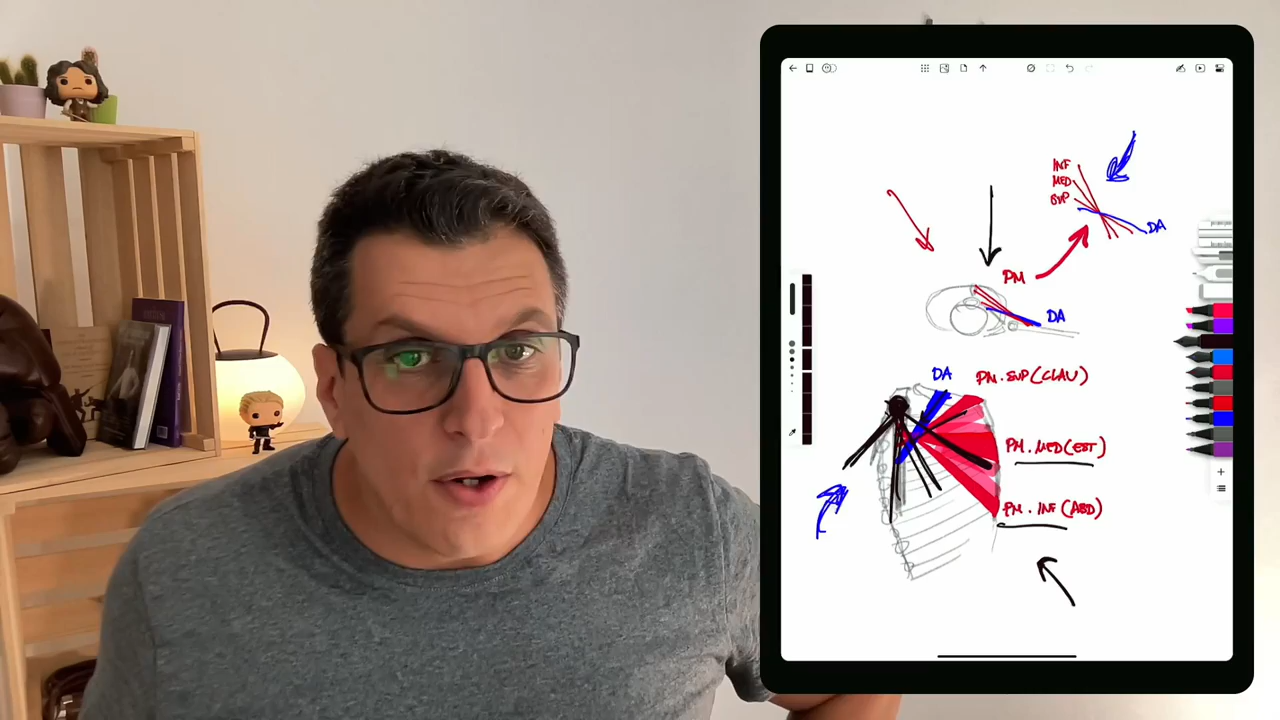 INF
MED
SUP
DA
PM
DA
DA
PM.SUP (CLAV)
PM.MED (EST)
PM.INF (ABD)